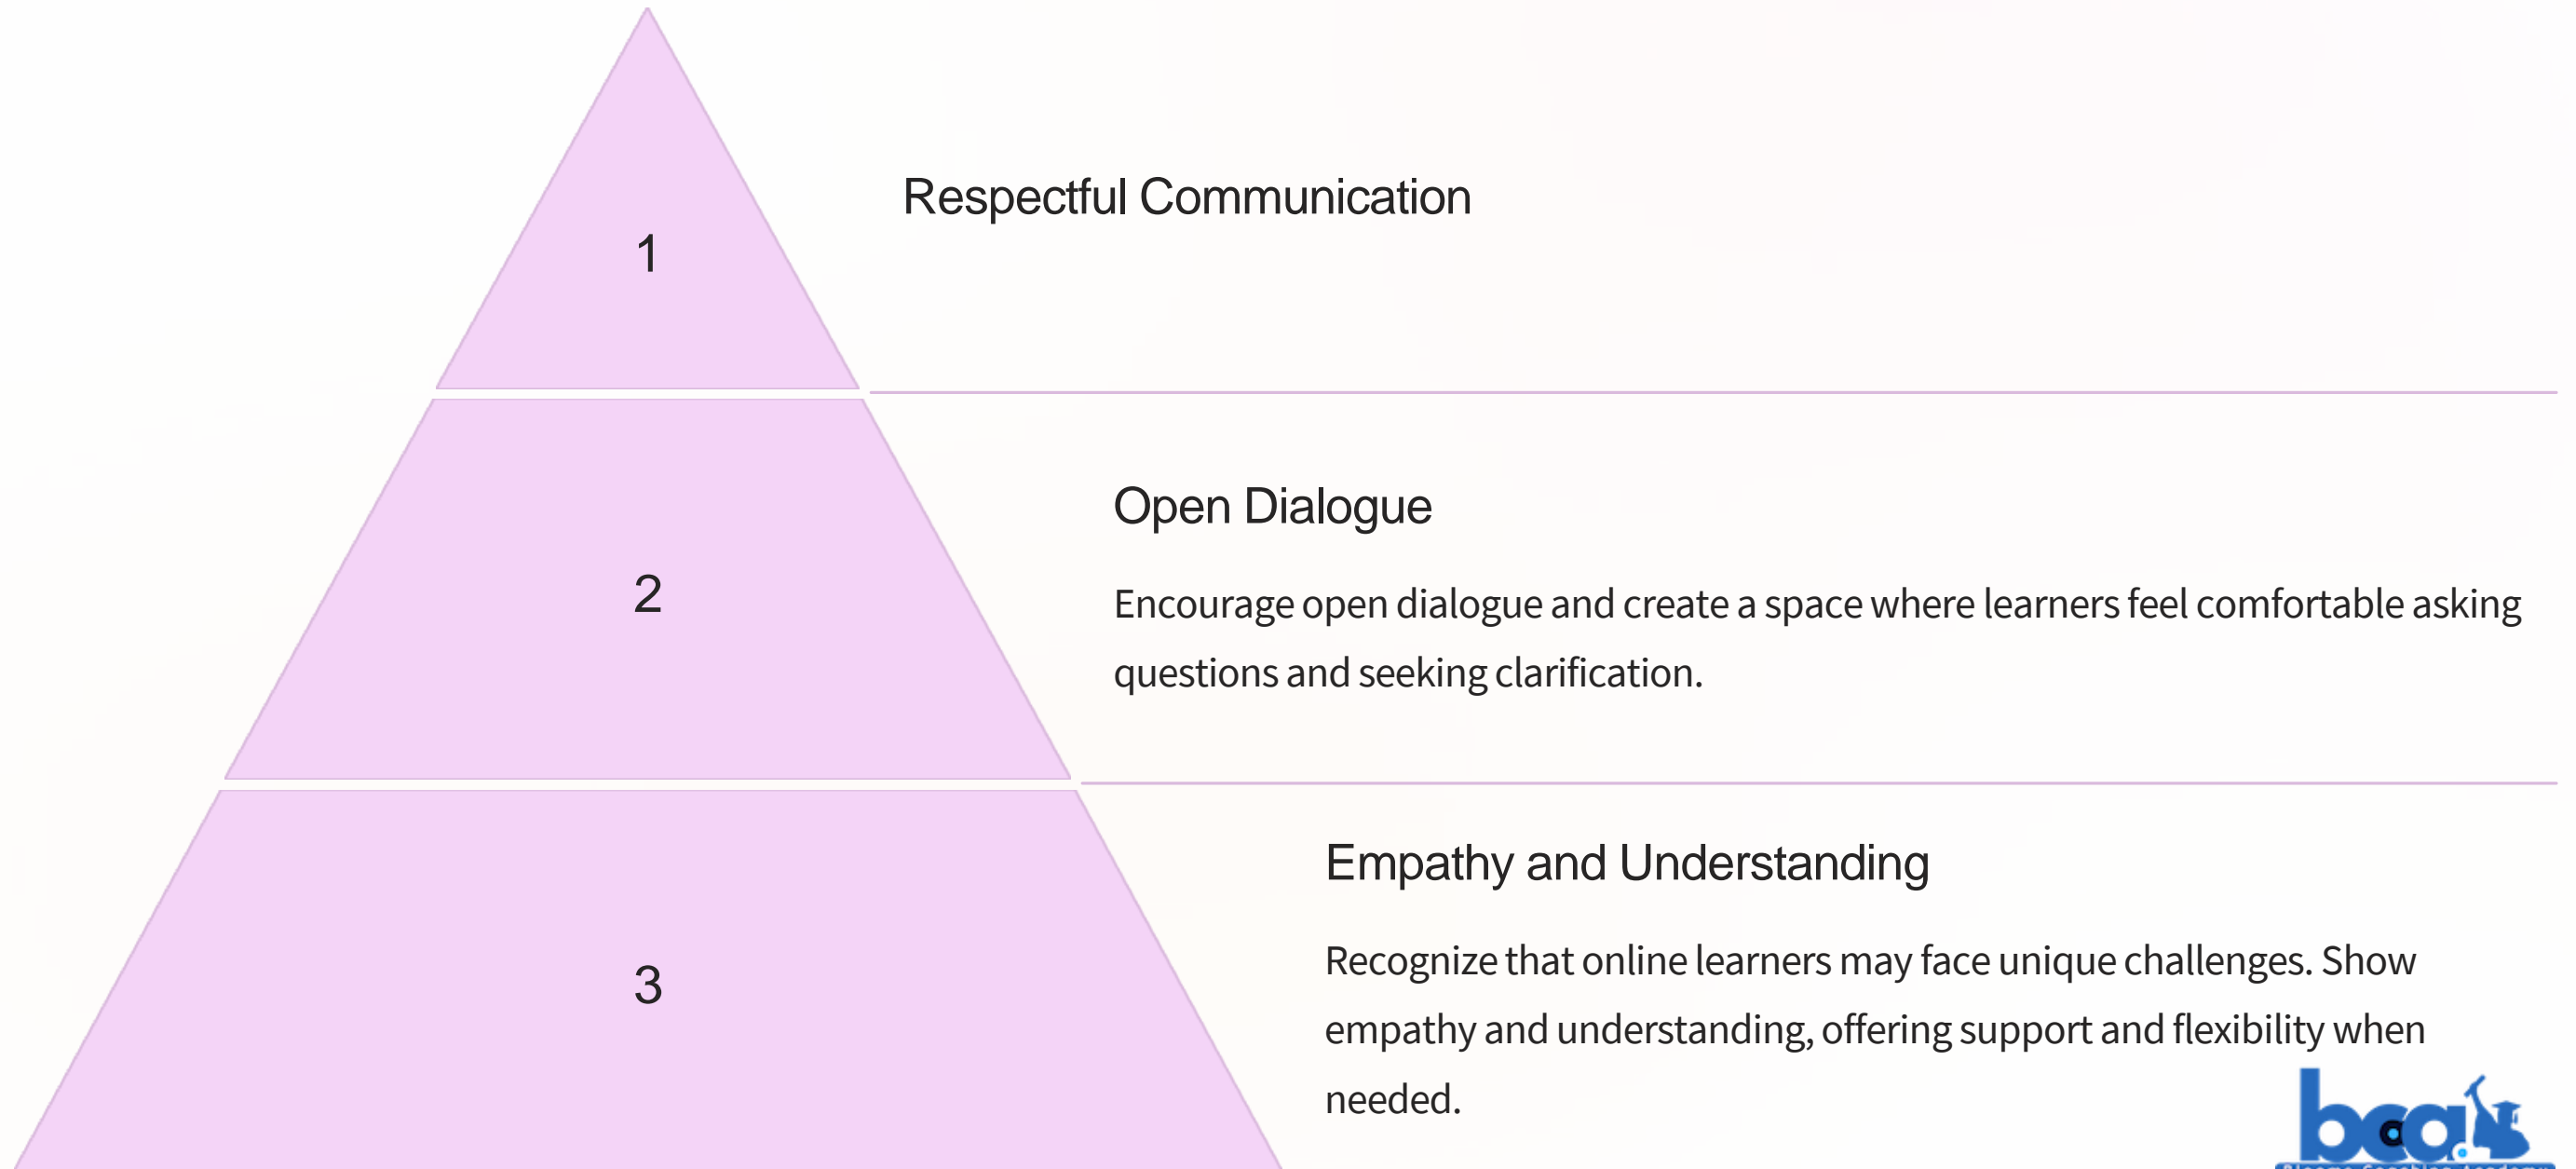 1
Respectful Communication
2
Open Dialogue
Encourage open dialogue and create a space where learners feel comfortable asking
questions and seeking clarification.
3
Empathy and Understanding
Recognize that online learners may face unique challenges. Show
empathy and understanding, offering support and flexibility when
needed.
bca